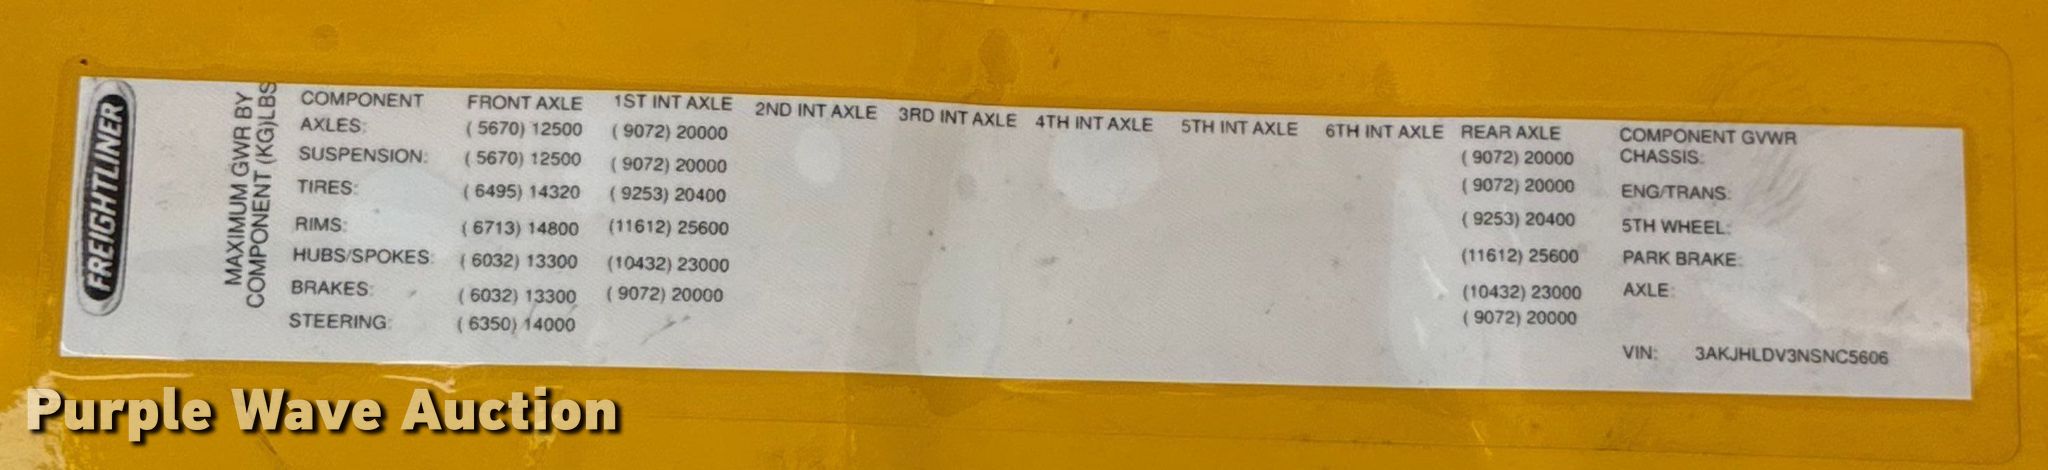 FREIGHTLINER
MAXIMUM GWR BY
COMPONENT (KG)LBS
COMPONENT FRONT AXLE 1ST INT AXLE 2ND INT AXLE 3RD INT AXLE 4TH INT AXLE 5TH INT AXLE 6TH INT AXLE REAR AXLE COMPONENT GVWR
AXLES: ( 5670) 12500 ( 9072) 20000 ( 9072) 20000 CHASSIS:
SUSPENSION: ( 5670) 12500 ( 9072) 20000 ( 9072) 20000 ENG/TRANS:
TIRES: ( 6495) 14320 ( 9253) 20400 ( 9253) 20400 5TH WHEEL:
RIMS: ( 6713) 14800 (11612) 25600 (11612) 25600 PARK BRAKE:
HUBS/SPOKES: ( 6032) 13300 (10432) 23000 (10432) 23000 AXLE:
BRAKES: ( 6032) 13300 ( 9072) 20000 ( 9072) 20000
STEERING: ( 6350) 14000
VIN: 3AKJHLDV3NSNC5606
Purple Wave Auction